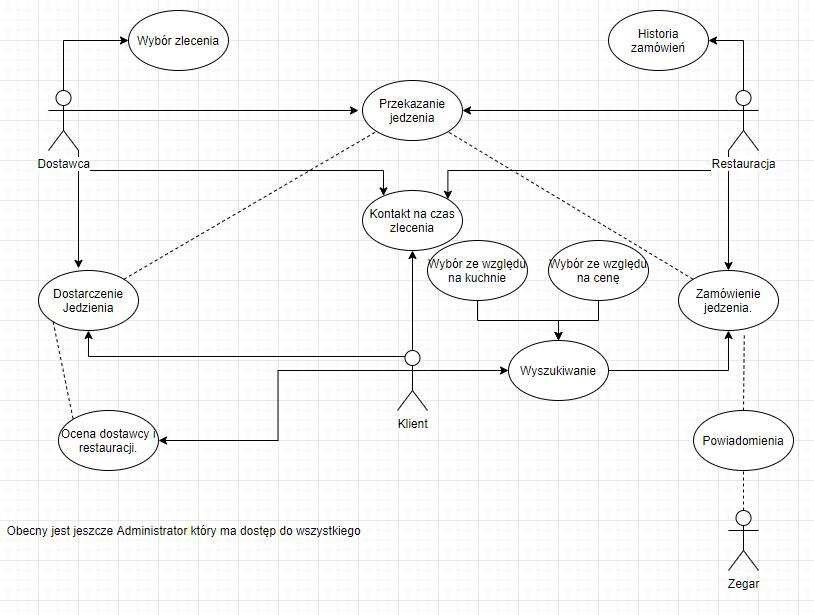 Wybór zlecenia
Historia
zamówień
Przekazanie
jedzenia
Dostawca
Restauracja
Kontakt na czas
zlecenia
Wybór ze względu
na kuchnie
Wybór ze względu
na cenę
Dostarczenie
Jedzienia
Zamówienie
jedzenia.
Wyszukiwanie
Klient
Ocena dostawcy i
restauracji.
Powiadomienia
Obecny jest jeszcze Administrator który ma dostęp do wszystkiego
Zegar